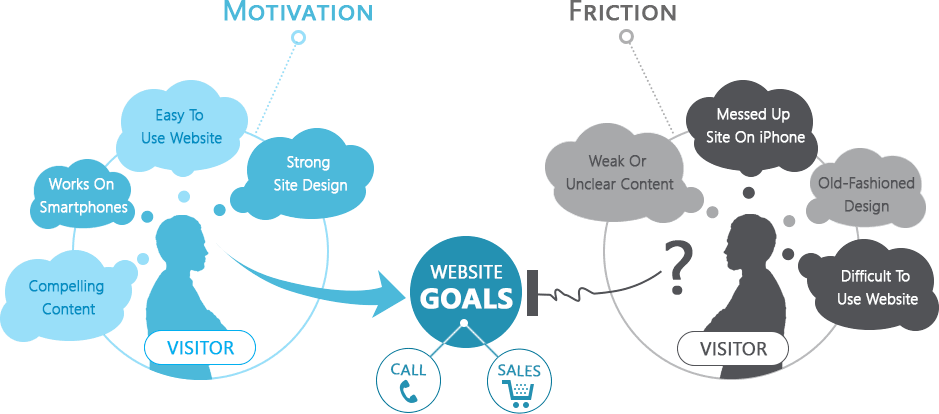 MOTIVATION
FRICTION
Easy To
Use Website
Strong
Site Design
Works On
Smartphones
Compelling
Content
VISITOR
WEBSITE
GOALS
CALL
SALES
?
Messed Up
Site On iPhone
Weak Or
Unclear Content
Old-Fashioned
Design
Difficult To
Use Website
VISITOR